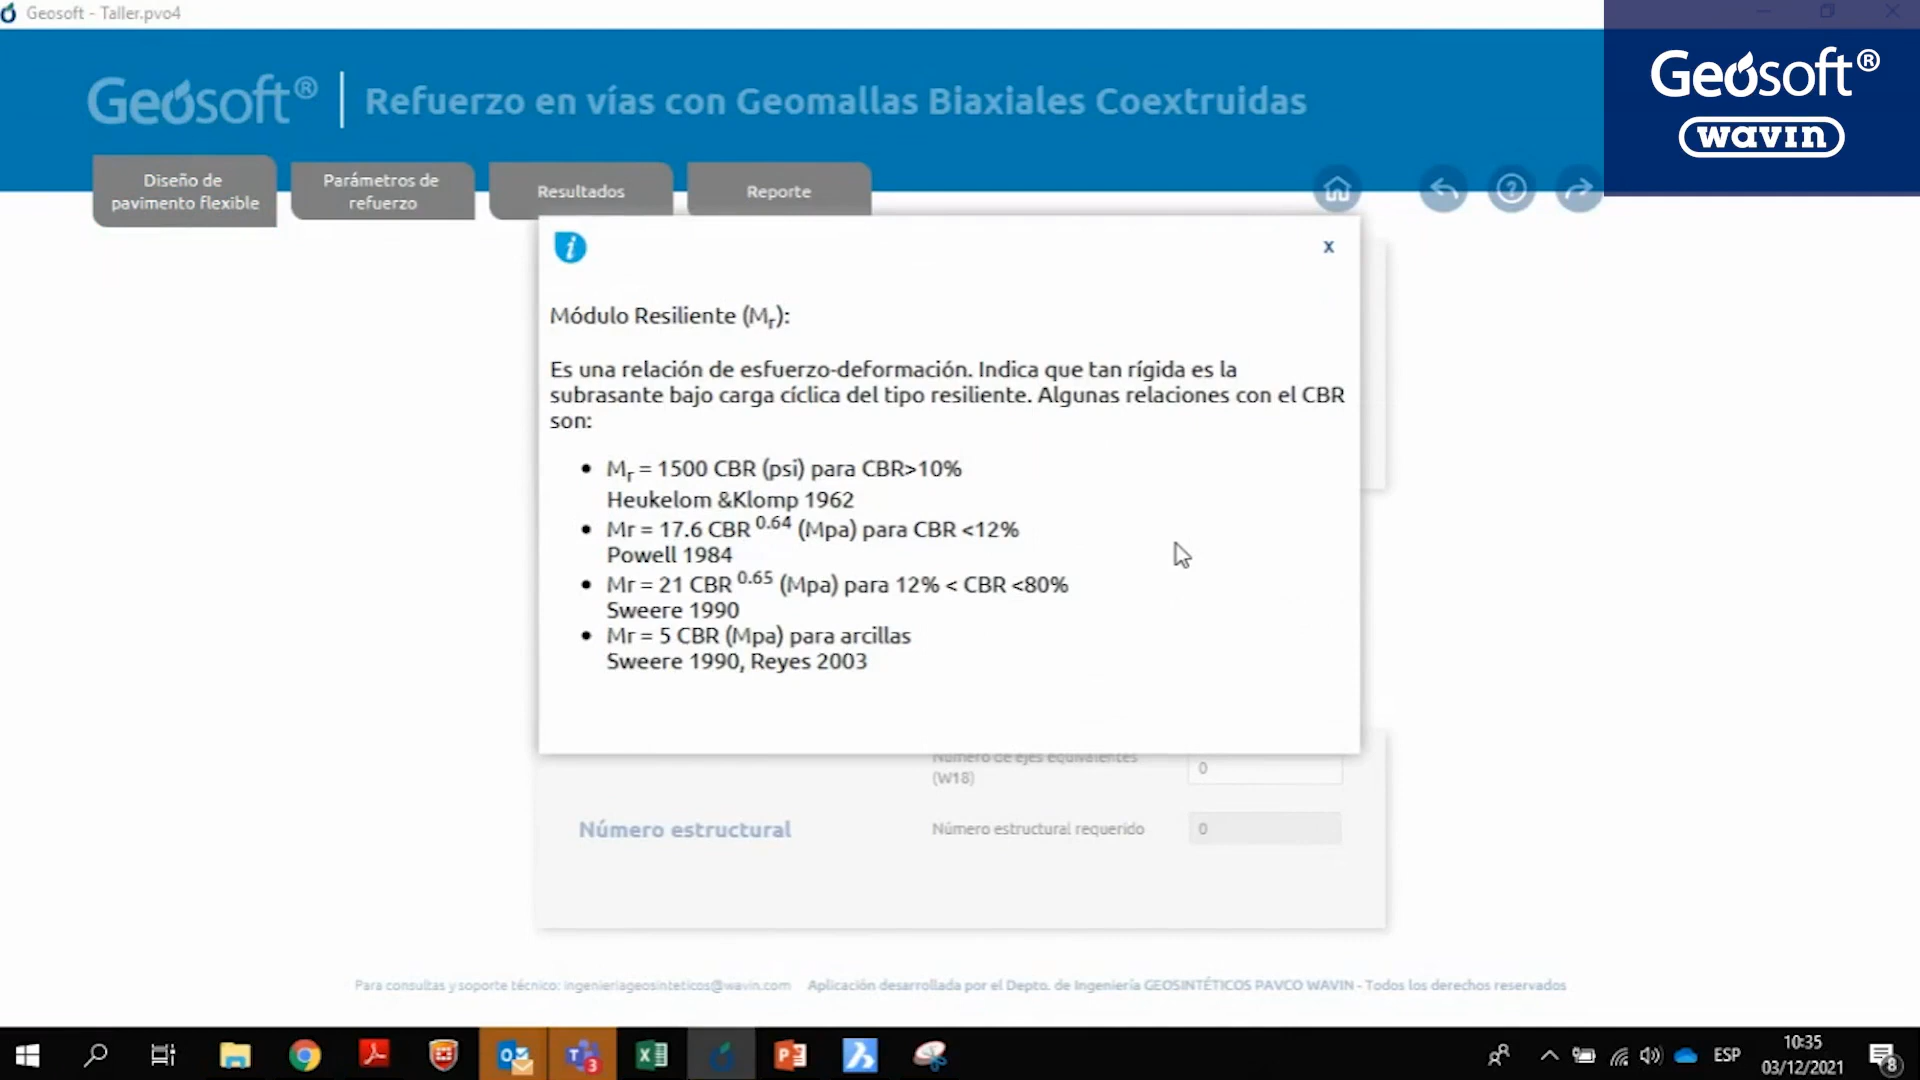 Geosoft - Taller.pvo4
Geosoft® | Refuerzo en vías con Geomallas Biaxiales Coextruidas
Geosoft®
wavin
Diseño de
pavimento flexible
Parámetros de
refuerzo
Resultados
Reporte
x
Módulo Resiliente (Mr):
Es una relación de esfuerzo-deformación. Indica que tan rígida es la
subrasante bajo carga cíclica del tipo resiliente. Algunas relaciones con el CBR
son:
• Mr = 1500 CBR (psi) para CBR>10%
Heukelom &Klomp 1962
• Mr = 17.6 CBR 0.64 (Mpa) para CBR <12%
Powell 1984
• Mr = 21 CBR 0.65 (Mpa) para 12% < CBR <80%
Sweere 1990
• Mr = 5 CBR (Mpa) para arcillas
Sweere 1990, Reyes 2003
Número de ejes equivalentes
(W18)
0
Número estructural
Número estructural requerido
0
Para consultas y soporte técnico: ingenieriageosinteticos@wavin.com Aplicación desarrollada por el Depto. de Ingeniería GEOSINTÉTICOS PAVCO WAVIN - Todos los derechos reservados
3
ESP
10:35
03/12/2021
8